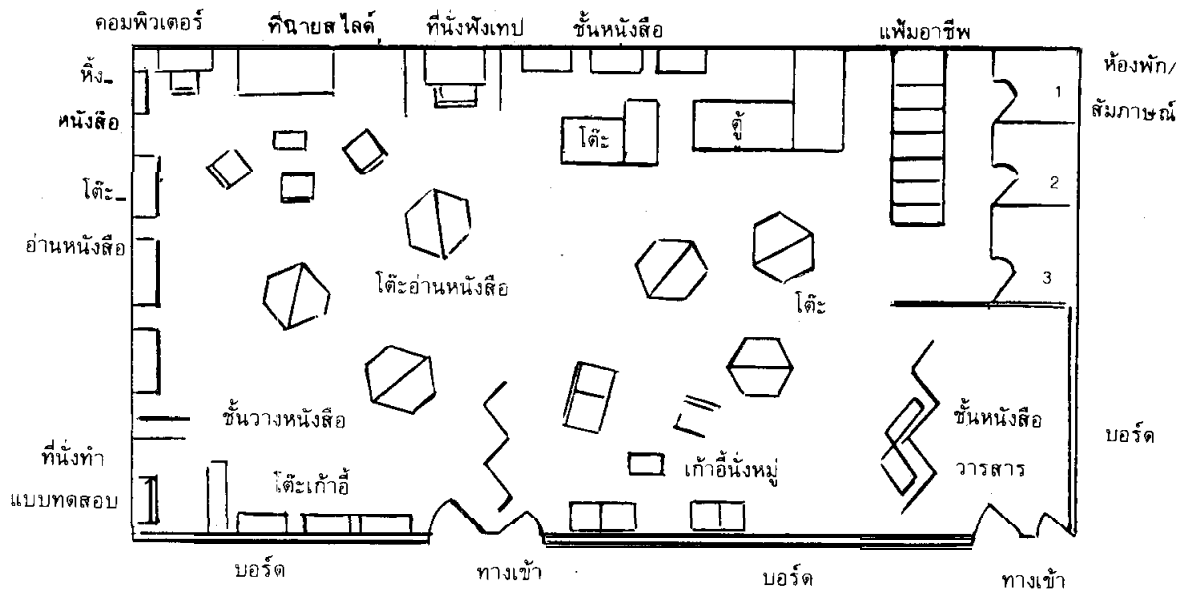 คอมพิวเตอร์ ที่ฉายสไลด์ ที่นั่งฟังเทป ชั้นหนังสือ แฟ้มอาชีพ
หิ้ง-
หนังสือ
ห้องพัก/
สัมภาษณ์
1
โต๊ะ
ตู้
โต๊ะ-
อ่านหนังสือ
2
โต๊ะอ่านหนังสือ
3
โต๊ะ
ชั้นวางหนังสือ
ชั้นหนังสือ
วารสาร
บอร์ด
ที่นั่งทำ
แบบทดสอบ
โต๊ะเก้าอี้
เก้าอี้นั่งหมู่
บอร์ด ทางเข้า บอร์ด ทางเข้า